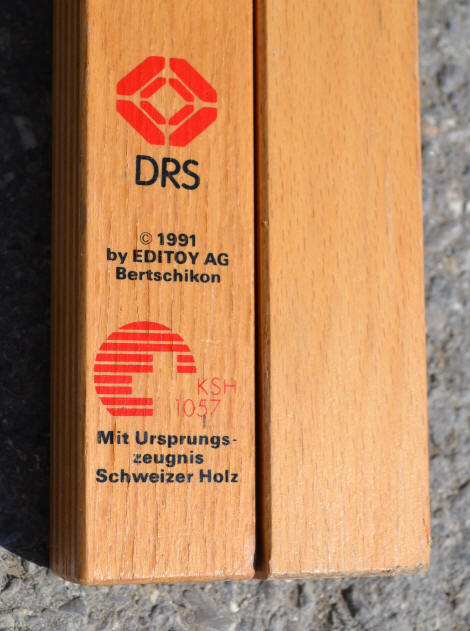 DRS
© 1991
by EDITOY AG
Bertschikon
KSH
1057
Mit Ursprungs-
zeugnis
Schweizer Holz